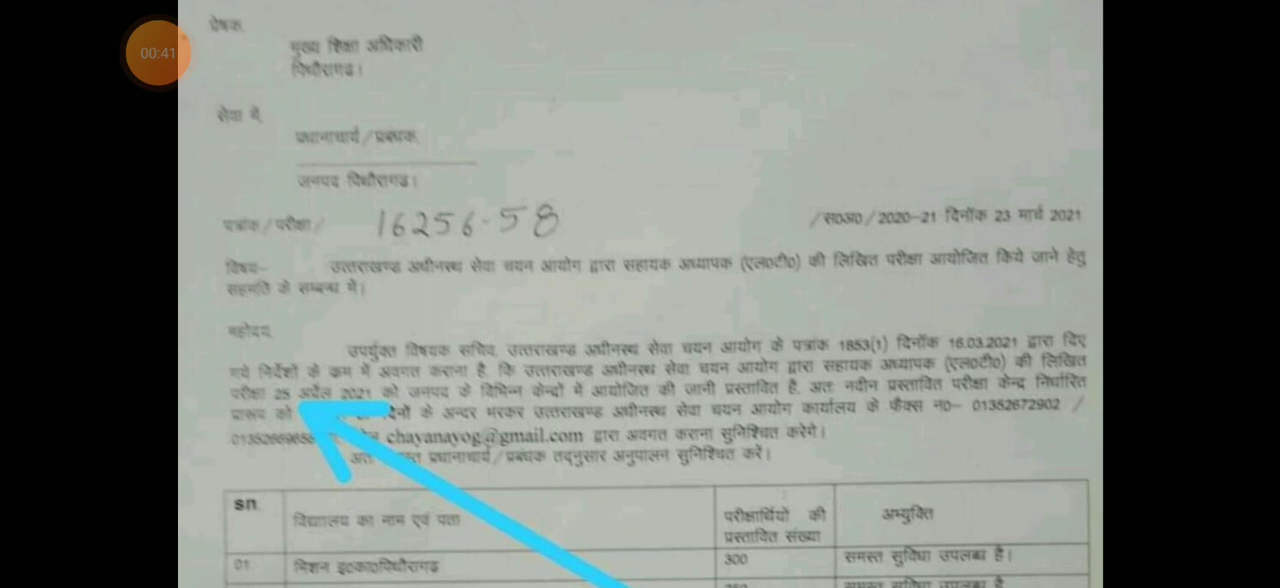 00:41
प्रेषक,
मुख्य शिक्षा अधिकारी
पिथौरागढ।
सेवा में,
प्रधानाचार्य/प्रबंधक,
जनपद पिथौरागढ।
पत्रांक/परीक्षा/ 16256-58 /स0अ0/2020-21 दिनॉक 23 मार्च 2021
विषय- उत्तराखण्ड अधीनस्थ सेवा चयन आयोग द्वारा सहायक अध्यापक (एल0टी0) की लिखित परीक्षा आयोजित किये जाने हेतु
सहमति के सम्बन्ध में।
महोदय,
उपर्युक्त विषयक सचिव, उत्तराखण्ड अधीनस्थ सेवा चयन आयोग के पत्रांक 1853(1) दिनॉक 16.03.2021 द्वारा दिए
गये निर्देशों के क्रम में अवगत कराना है, कि उत्तराखण्ड अधीनस्थ सेवा चयन आयोग द्वारा सहायक अध्यापक (एल0टी0) की लिखित
परीक्षा 25 अप्रैल 2021 को जनपद के विभिन्न केन्द्रों में आयोजित की जानी प्रस्तावित है, अतः नवीन प्रस्तावित परीक्षा केन्द्र निर्धारित
प्रारूप को के अन्दर भरकर उत्तराखण्ड अधीनस्थ सेवा चयन आयोग कार्यालय के फैक्स न0- 01352672902 /
chayanayog@gmail.com द्वारा अवगत कराना सुनिश्चित करेगे।
प्रधानाचार्य/प्रबंधक तद्नुसार अनुपालन सुनिश्चित करें।
sn. विद्यालय का नाम एवं पता परीक्षार्थियों की प्रस्तावित संख्या अभ्युक्ति
01 मिशन इ0का0पिथौरागढ़ 300 समस्त सुविधा उपलब्ध है।
समस्त सुविधा उपलब्ध है